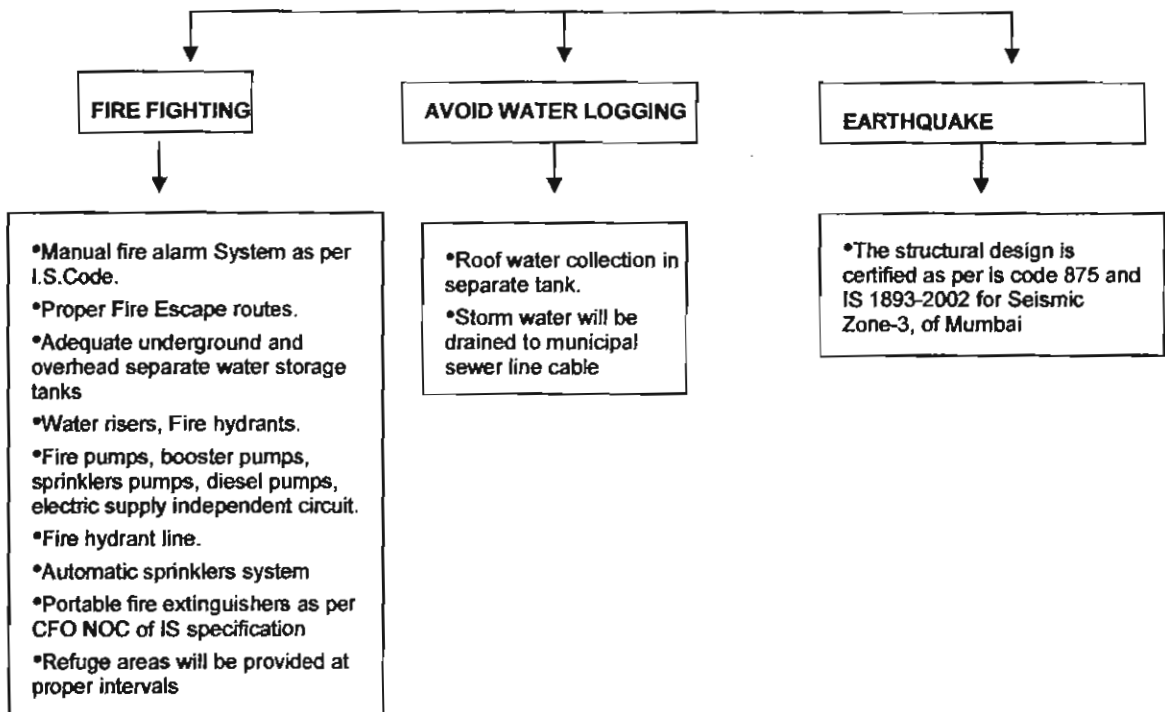 FIRE FIGHTING
AVOID WATER LOGGING
EARTHQUAKE
•Manual fire alarm System as per
I.S.Code.
•Proper Fire Escape routes.
•Adequate underground and
overhead separate water storage
tanks
•Water risers, Fire hydrants.
•Fire pumps, booster pumps,
sprinklers pumps, diesel pumps,
electric supply independent circuit.
•Fire hydrant line.
•Automatic sprinklers system
•Portable fire extinguishers as per
CFO NOC of IS specification
•Refuge areas will be provided at
proper intervals
•Roof water collection in
separate tank.
•Storm water will be
drained to municipal
sewer line cable
•The structural design is
certified as per is code 875 and
IS 1893-2002 for Seismic
Zone-3, of Mumbai